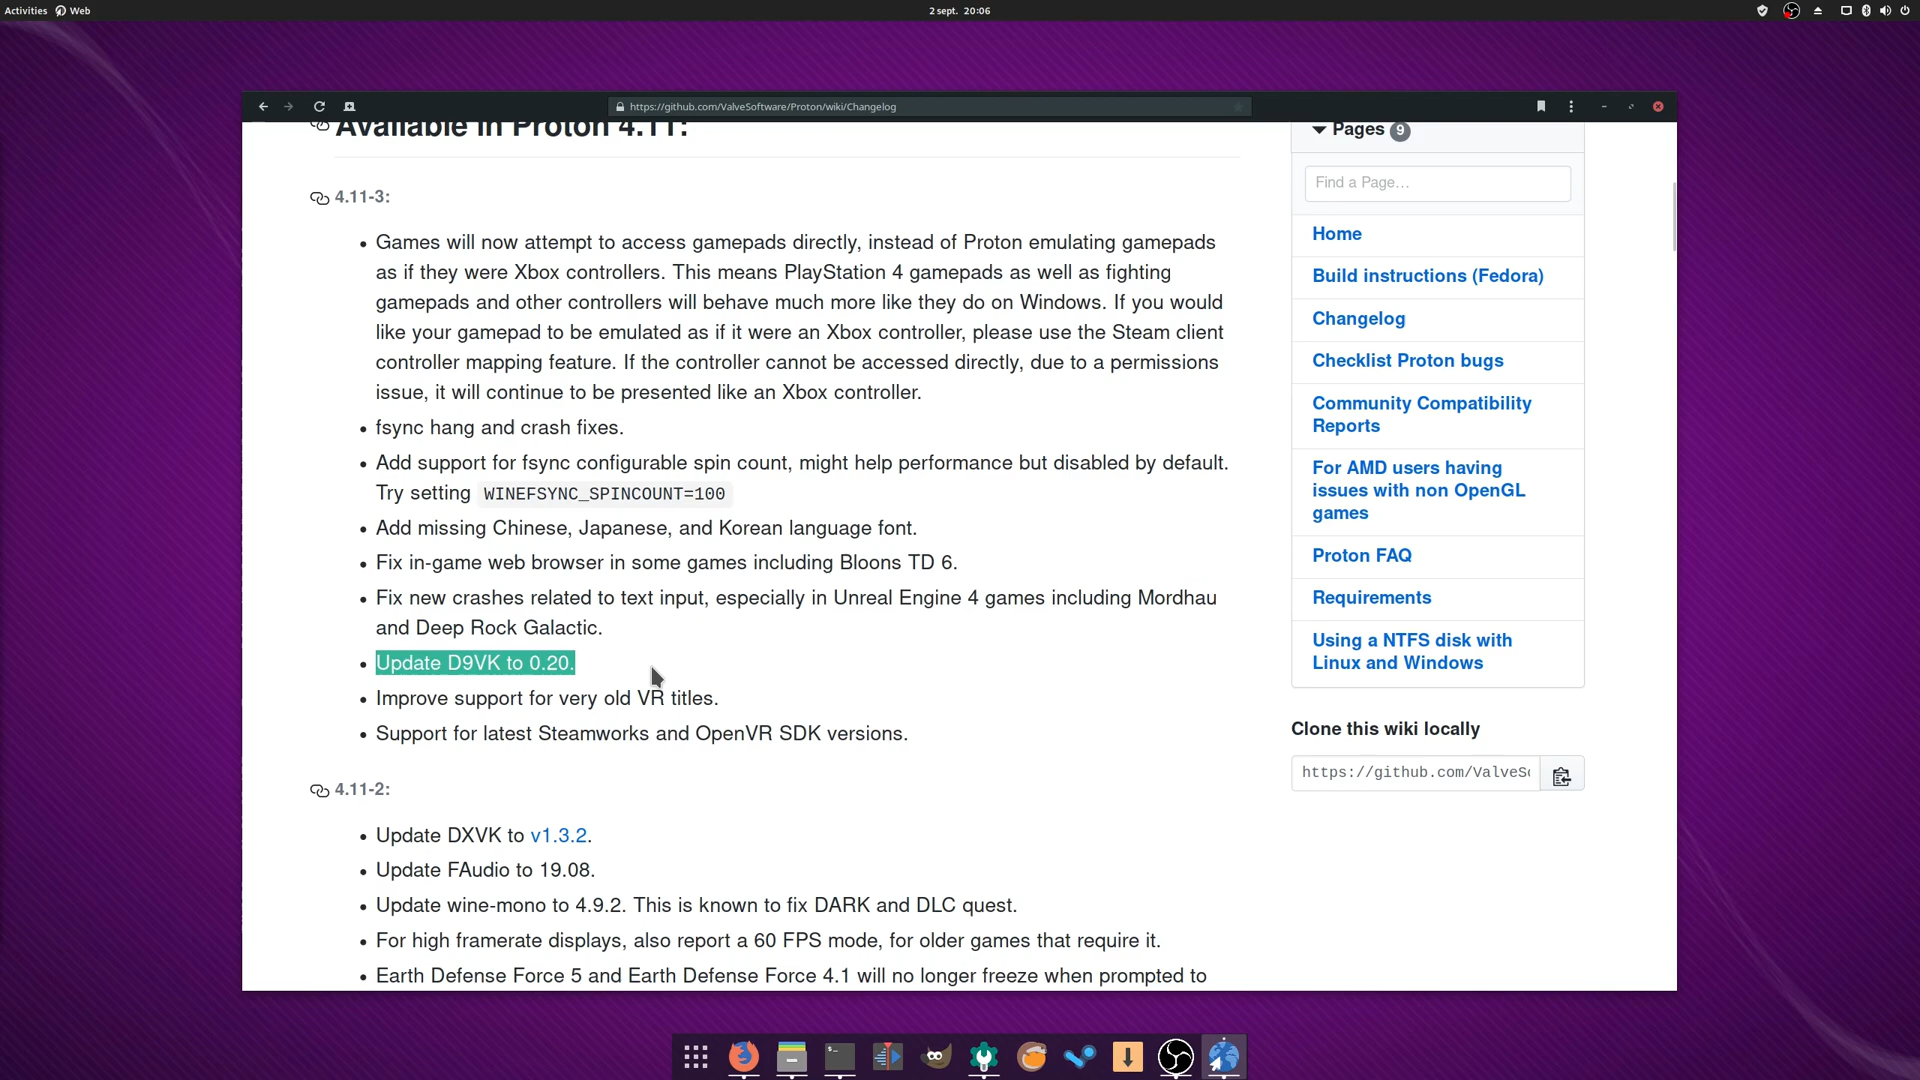 Activities Web 2 sept. 20:06
https://github.com/ValveSoftware/Proton/wiki/Changelog
Available in Proton 4.11:
4.11-3:
Games will now attempt to access gamepads directly, instead of Proton emulating gamepads
as if they were Xbox controllers. This means PlayStation 4 gamepads as well as fighting
gamepads and other controllers will behave much more like they do on Windows. If you would
like your gamepad to be emulated as if it were an Xbox controller, please use the Steam client
controller mapping feature. If the controller cannot be accessed directly, due to a permissions
issue, it will continue to be presented like an Xbox controller.
fsync hang and crash fixes.
Add support for fsync configurable spin count, might help performance but disabled by default.
Try setting WINEFSYNC_SPINCOUNT=100
Add missing Chinese, Japanese, and Korean language font.
Fix in-game web browser in some games including Bloons TD 6.
Fix new crashes related to text input, especially in Unreal Engine 4 games including Mordhau
and Deep Rock Galactic.
Update D9VK to 0.20.
Improve support for very old VR titles.
Support for latest Steamworks and OpenVR SDK versions.
4.11-2:
Update DXVK to v1.3.2.
Update FAudio to 19.08.
Update wine-mono to 4.9.2. This is known to fix DARK and DLC quest.
For high framerate displays, also report a 60 FPS mode, for older games that require it.
Earth Defense Force 5 and Earth Defense Force 4.1 will no longer freeze when prompted to
Pages 9
Find a Page...
Home
Build instructions (Fedora)
Changelog
Checklist Proton bugs
Community Compatibility
Reports
For AMD users having
issues with non OpenGL
games
Proton FAQ
Requirements
Using a NTFS disk with
Linux and Windows
Clone this wiki locally
https://github.com/ValveSo